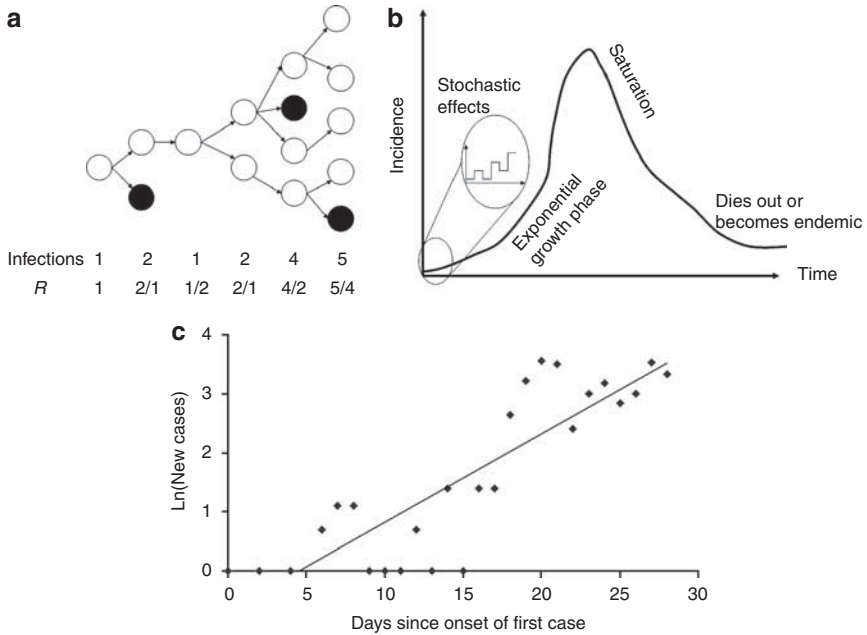 a
Infections 1 2 1 2 4 5
R 1 2/1 1/2 2/1 4/2 5/4
b
Incidence
Stochastic
effects
Exponential
growth phase
Saturation
Dies out or
becomes endemic
Time
c
Ln(New cases)
4
3
2
1
0
0 5 10 15 20 25 30
Days since onset of first case